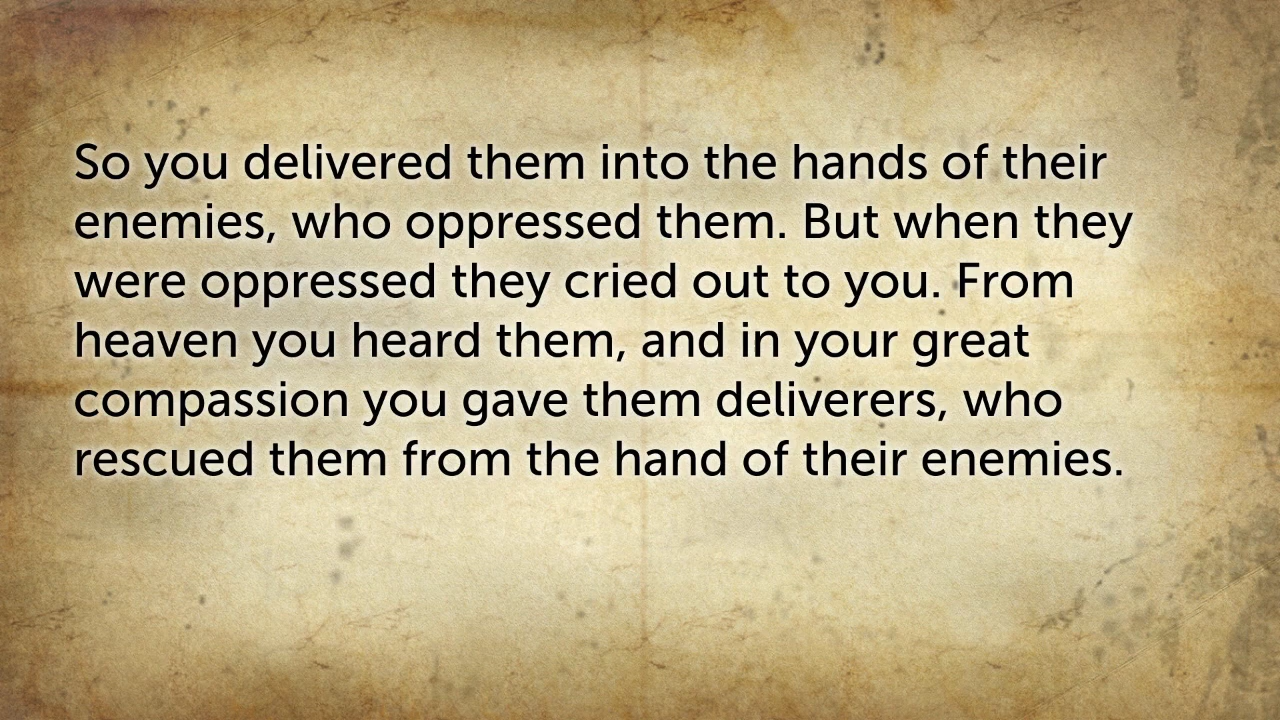 So you delivered them into the hands of their
enemies, who oppressed them. But when they
were oppressed they cried out to you. From
heaven you heard them, and in your great
compassion you gave them deliverers, who
rescued them from the hand of their enemies.